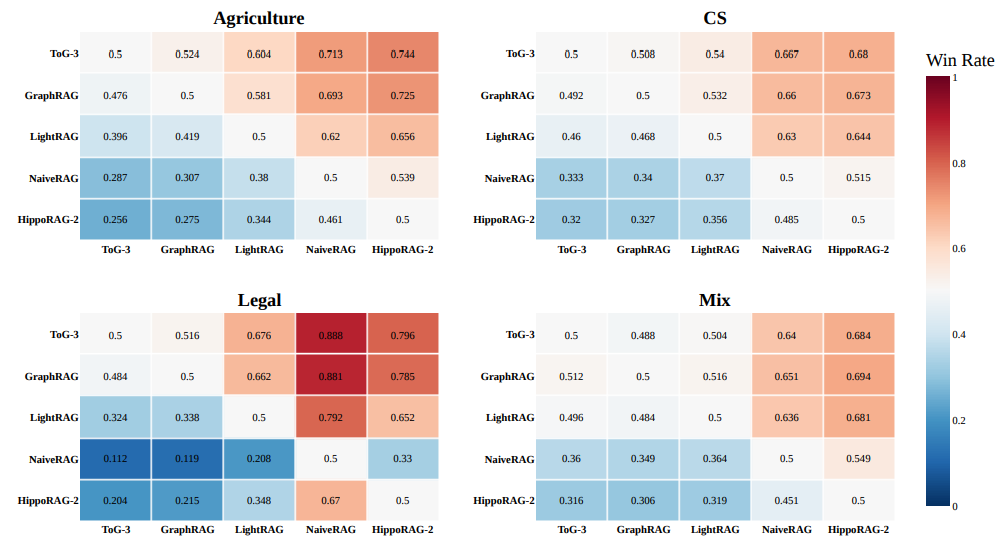 Agriculture
ToG-3 0.5 0.524 0.604 0.713 0.744
GraphRAG 0.476 0.5 0.581 0.693 0.725
LightRAG 0.396 0.419 0.5 0.62 0.656
NaiveRAG 0.287 0.307 0.38 0.5 0.539
HippoRAG-2 0.256 0.275 0.344 0.461 0.5
ToG-3 GraphRAG LightRAG NaiveRAG HippoRAG-2
CS
ToG-3 0.5 0.508 0.54 0.667 0.68
GraphRAG 0.492 0.5 0.532 0.66 0.673
LightRAG 0.46 0.468 0.5 0.63 0.644
NaiveRAG 0.333 0.34 0.37 0.5 0.515
HippoRAG-2 0.32 0.327 0.356 0.485 0.5
ToG-3 GraphRAG LightRAG NaiveRAG HippoRAG-2
Legal
ToG-3 0.5 0.516 0.676 0.888 0.796
GraphRAG 0.484 0.5 0.662 0.881 0.785
LightRAG 0.324 0.338 0.5 0.792 0.652
NaiveRAG 0.112 0.119 0.208 0.5 0.33
HippoRAG-2 0.204 0.215 0.348 0.67 0.5
ToG-3 GraphRAG LightRAG NaiveRAG HippoRAG-2
Mix
ToG-3 0.5 0.488 0.504 0.64 0.684
GraphRAG 0.512 0.5 0.516 0.651 0.694
LightRAG 0.496 0.484 0.5 0.636 0.681
NaiveRAG 0.36 0.349 0.364 0.5 0.549
HippoRAG-2 0.316 0.306 0.319 0.451 0.5
ToG-3 GraphRAG LightRAG NaiveRAG HippoRAG-2
Win Rate
1
0.8
0.6
0.4
0.2
0